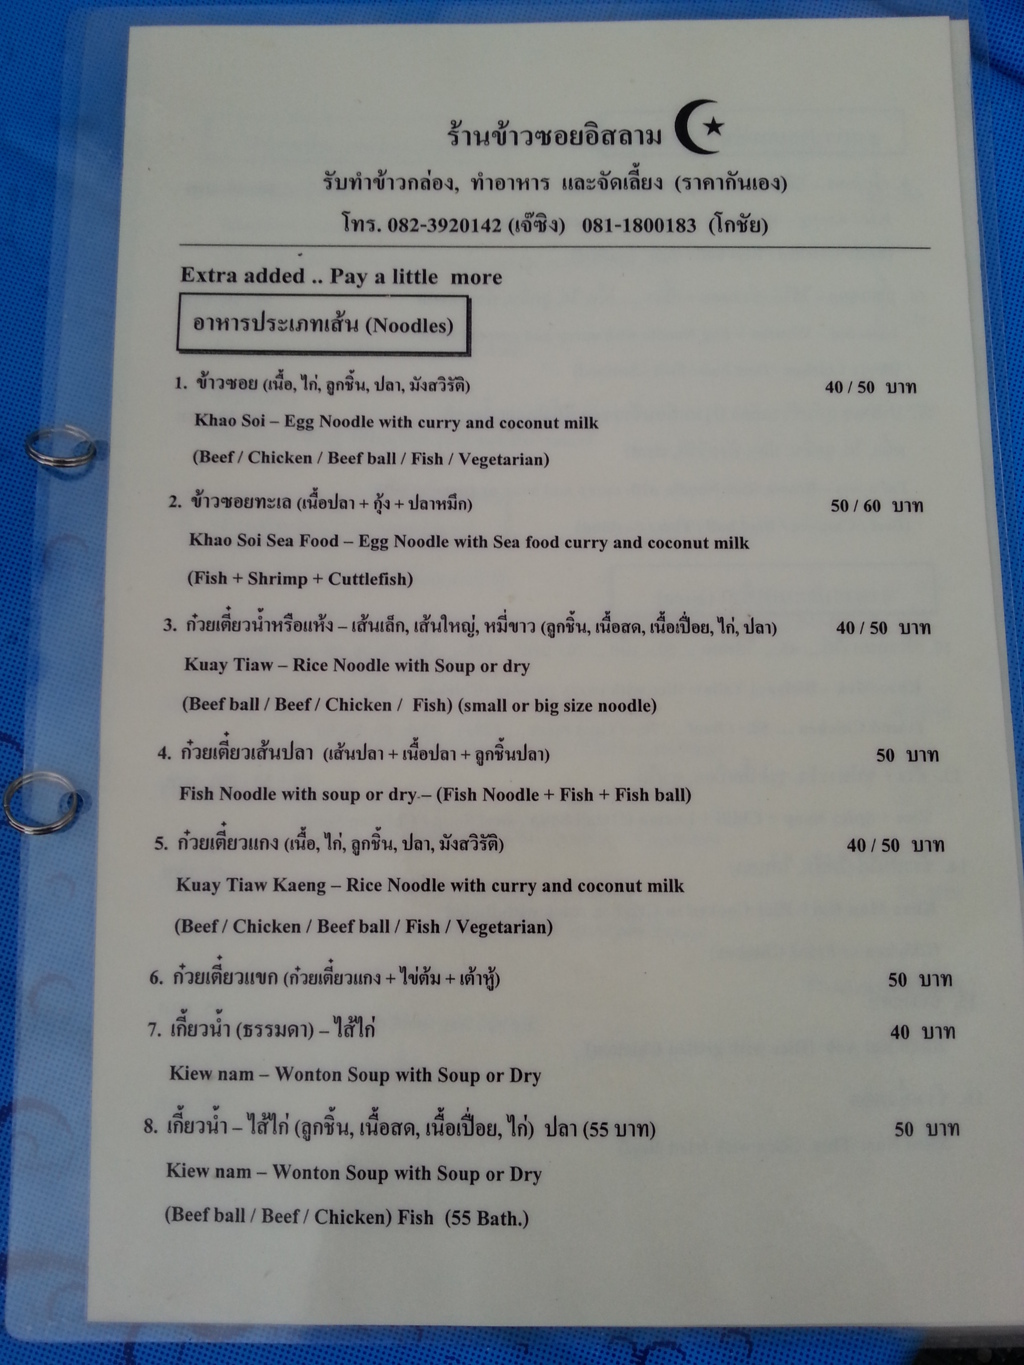 ร้านข้าวซอยอิสลาม
รับทำข้าวกล่อง, ทำอาหาร และจัดเลี้ยง (ราคากันเอง)
โทร. 082-3920142 (เจ๊ซิง) 081-1800183 (โกชัย)
Extra added .. Pay a little more
อาหารประเภทเส้น (Noodles)
1. ข้าวซอย (เนื้อ, ไก่, ลูกชิ้น, ปลา, มังสวิรัติ) 40 / 50 บาท
Khao Soi – Egg Noodle with curry and coconut milk
(Beef / Chicken / Beef ball / Fish / Vegetarian)
2. ข้าวซอยทะเล (เนื้อปลา + กุ้ง + ปลาหมึก) 50 / 60 บาท
Khao Soi Sea Food – Egg Noodle with Sea food curry and coconut milk
(Fish + Shrimp + Cuttlefish)
3. ก๋วยเตี๋ยวน้ำหรือแห้ง – เส้นเล็ก, เส้นใหญ่, หมี่ขาว (ลูกชิ้น, เนื้อสด, เนื้อเปื่อย, ไก่, ปลา) 40 / 50 บาท
Kuay Tiaw – Rice Noodle with Soup or dry
(Beef ball / Beef / Chicken / Fish) (small or big size noodle)
4. ก๋วยเตี๋ยวเส้นปลา (เส้นปลา + เนื้อปลา + ลูกชิ้นปลา) 50 บาท
Fish Noodle with soup or dry – (Fish Noodle + Fish + Fish ball)
5. ก๋วยเตี๋ยวแกง (เนื้อ, ไก่, ลูกชิ้น, ปลา, มังสวิรัติ) 40 / 50 บาท
Kuay Tiaw Kaeng – Rice Noodle with curry and coconut milk
(Beef / Chicken / Beef ball / Fish / Vegetarian)
6. ก๋วยเตี๋ยวแขก (ก๋วยเตี๋ยวแกง + ไข่ต้ม + เต้าหู้) 50 บาท
7. เกี้ยวน้ำ (ธรรมดา) – ไส้ไก่ 40 บาท
Kiew nam – Wonton Soup with Soup or Dry
8. เกี้ยวน้ำ – ไส้ไก่ (ลูกชิ้น, เนื้อสด, เนื้อเปื่อย, ไก่) ปลา (55 บาท) 50 บาท
Kiew nam – Wonton Soup with Soup or Dry
(Beef ball / Beef / Chicken) Fish (55 Bath.)